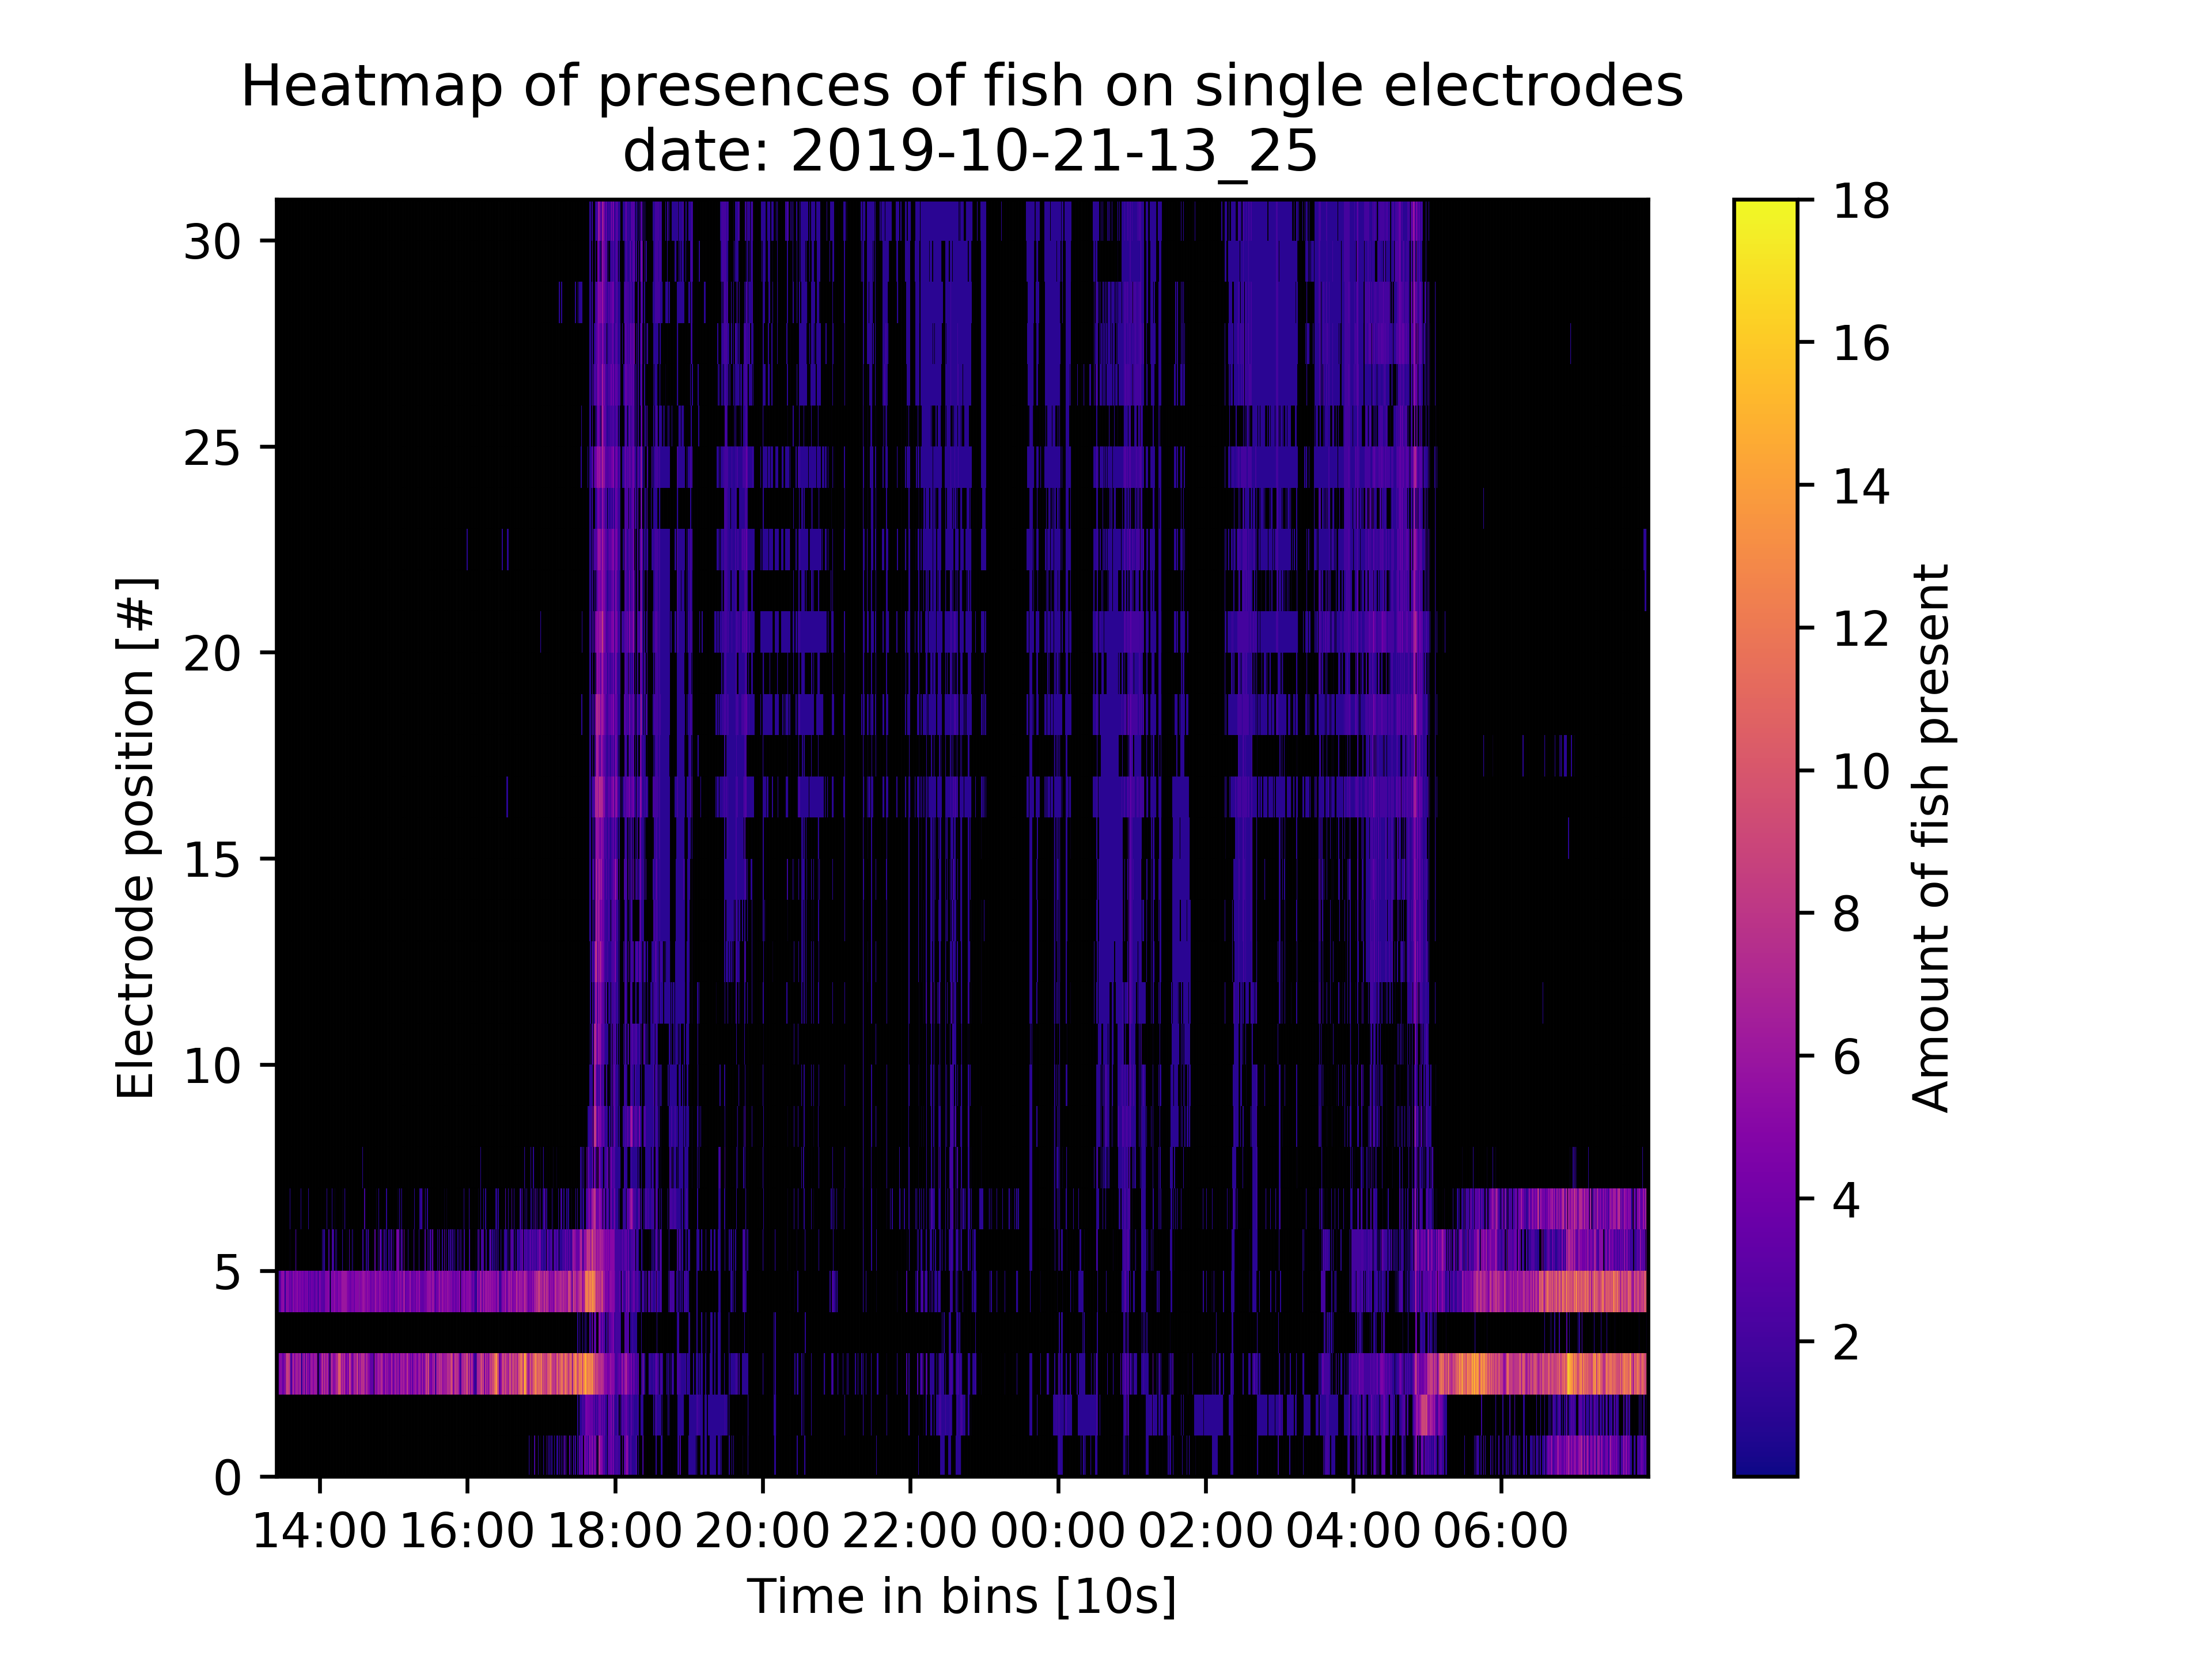 Heatmap of presences of fish on single electrodes
date: 2019-10-21-13_25
30
25
20
15
10
5
0
Electrode position [#]
14:00 16:00 18:00 20:00 22:00 00:00 02:00 04:00 06:00
Time in bins [10s]
18
16
14
12
10
8
6
4
2
Amount of fish present